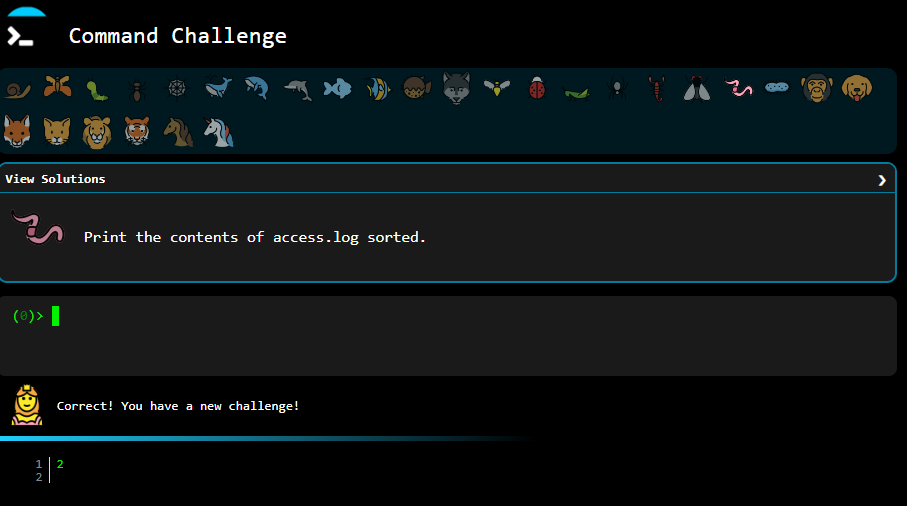 Command Challenge
View Solutions
Print the contents of access.log sorted.
(0)>
Correct! You have a new challenge!
1 2
2